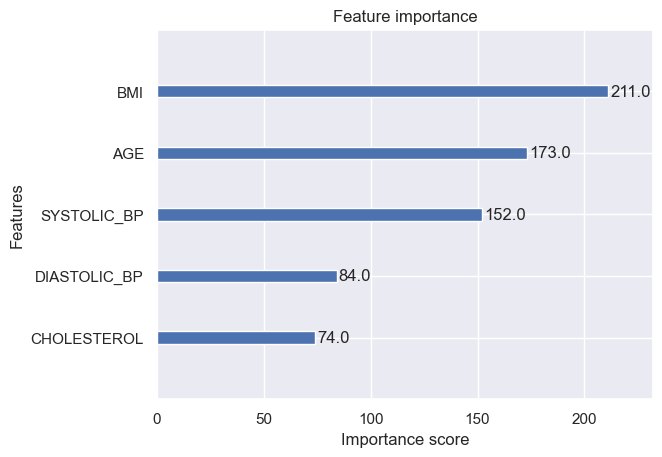 Feature importance
Features
BMI
211.0
AGE
173.0
SYSTOLIC_BP
152.0
DIASTOLIC_BP
84.0
CHOLESTEROL
74.0
0 50 100 150 200
Importance score